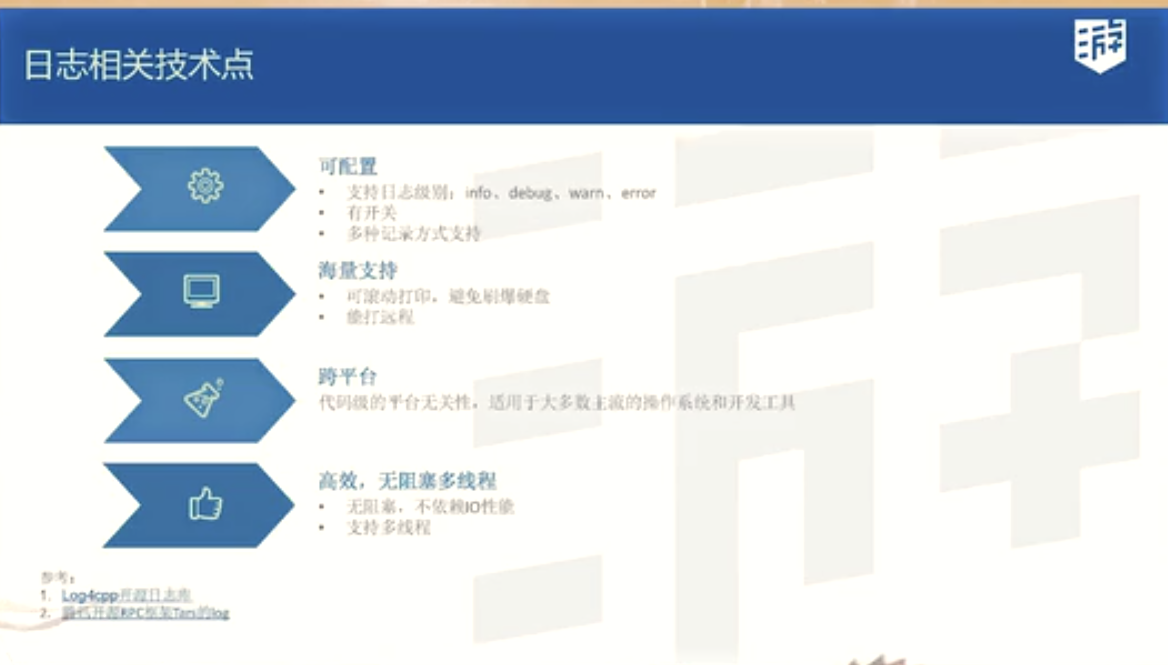 日志相关技术点
游
可配置
• 支持日志级别：info、debug、warn、error
• 有开关
• 多种记录方式支持
海量支持
• 可滚动打印，避免刷爆硬盘
• 能打远程
跨平台
代码级的平台无关性，适用于大多数主流的操作系统和开发工具
高效，无阻塞多线程
• 无阻塞，不依赖IO性能
• 支持多线程
参考：
1. Log4cpp开源日志库
2. 腾讯开源RPC框架Tars的log